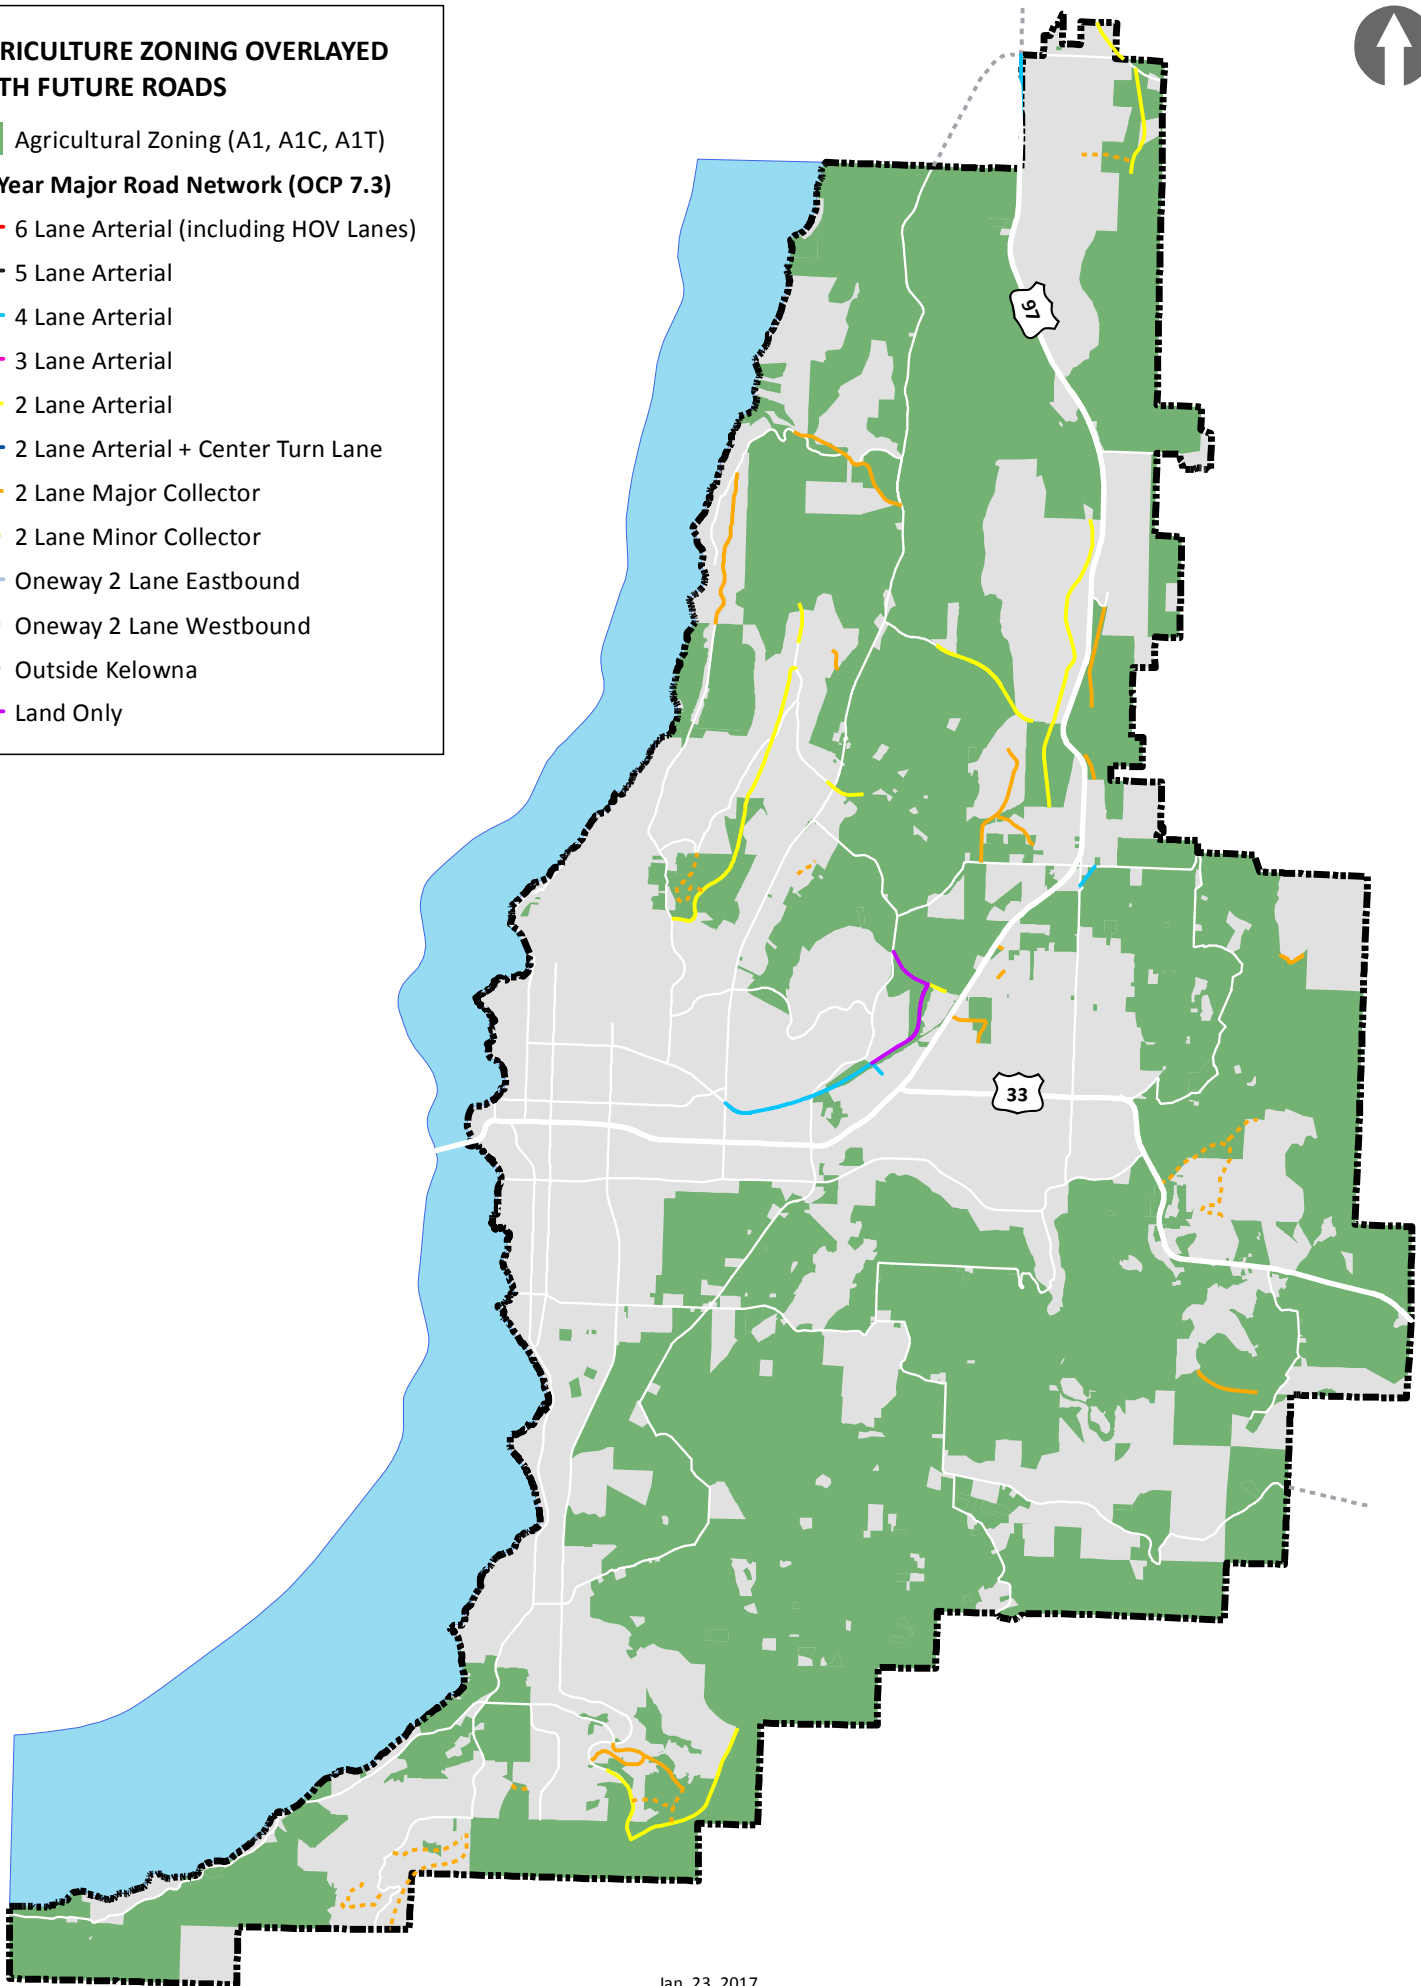 RICULTURE ZONING OVERLAYED
TH FUTURE ROADS
Agricultural Zoning (A1, A1C, A1T)
Year Major Road Network (OCP 7.3)
6 Lane Arterial (including HOV Lanes)
5 Lane Arterial
4 Lane Arterial
3 Lane Arterial
2 Lane Arterial
2 Lane Arterial + Center Turn Lane
2 Lane Major Collector
2 Lane Minor Collector
Oneway 2 Lane Eastbound
Oneway 2 Lane Westbound
Outside Kelowna
Land Only
97
33
Jan. 23, 2017